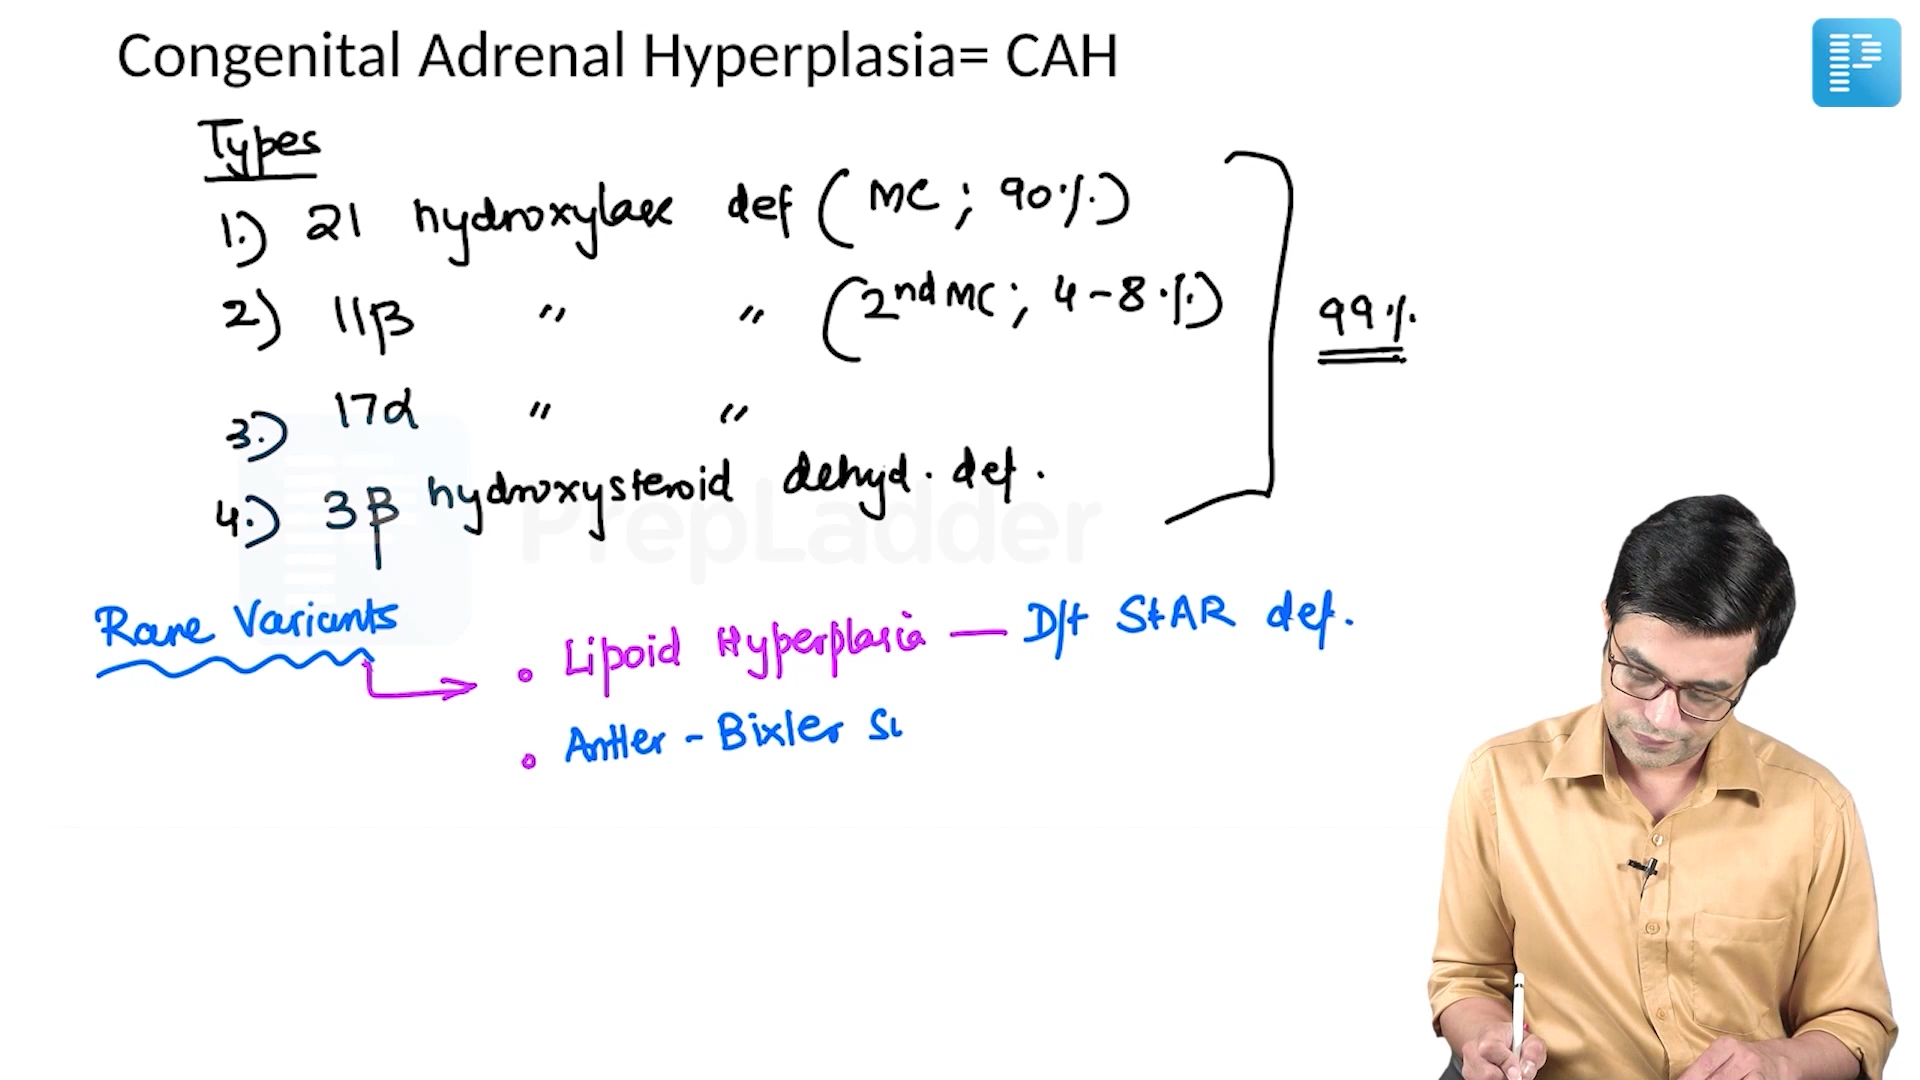 Congenital Adrenal Hyperplasia= CAH
Types
1.) 21 hydroxylase def (MC; 90%)
2) 11β " " (2nd MC; 4-8%)
3.) 17α " "
4.) 3β hydroxysteroid dehyd. def.
99%
PrepLadder
Rare Variants
Lipoid Hyperplasia — D/t StAR def.
Antler-Bixler